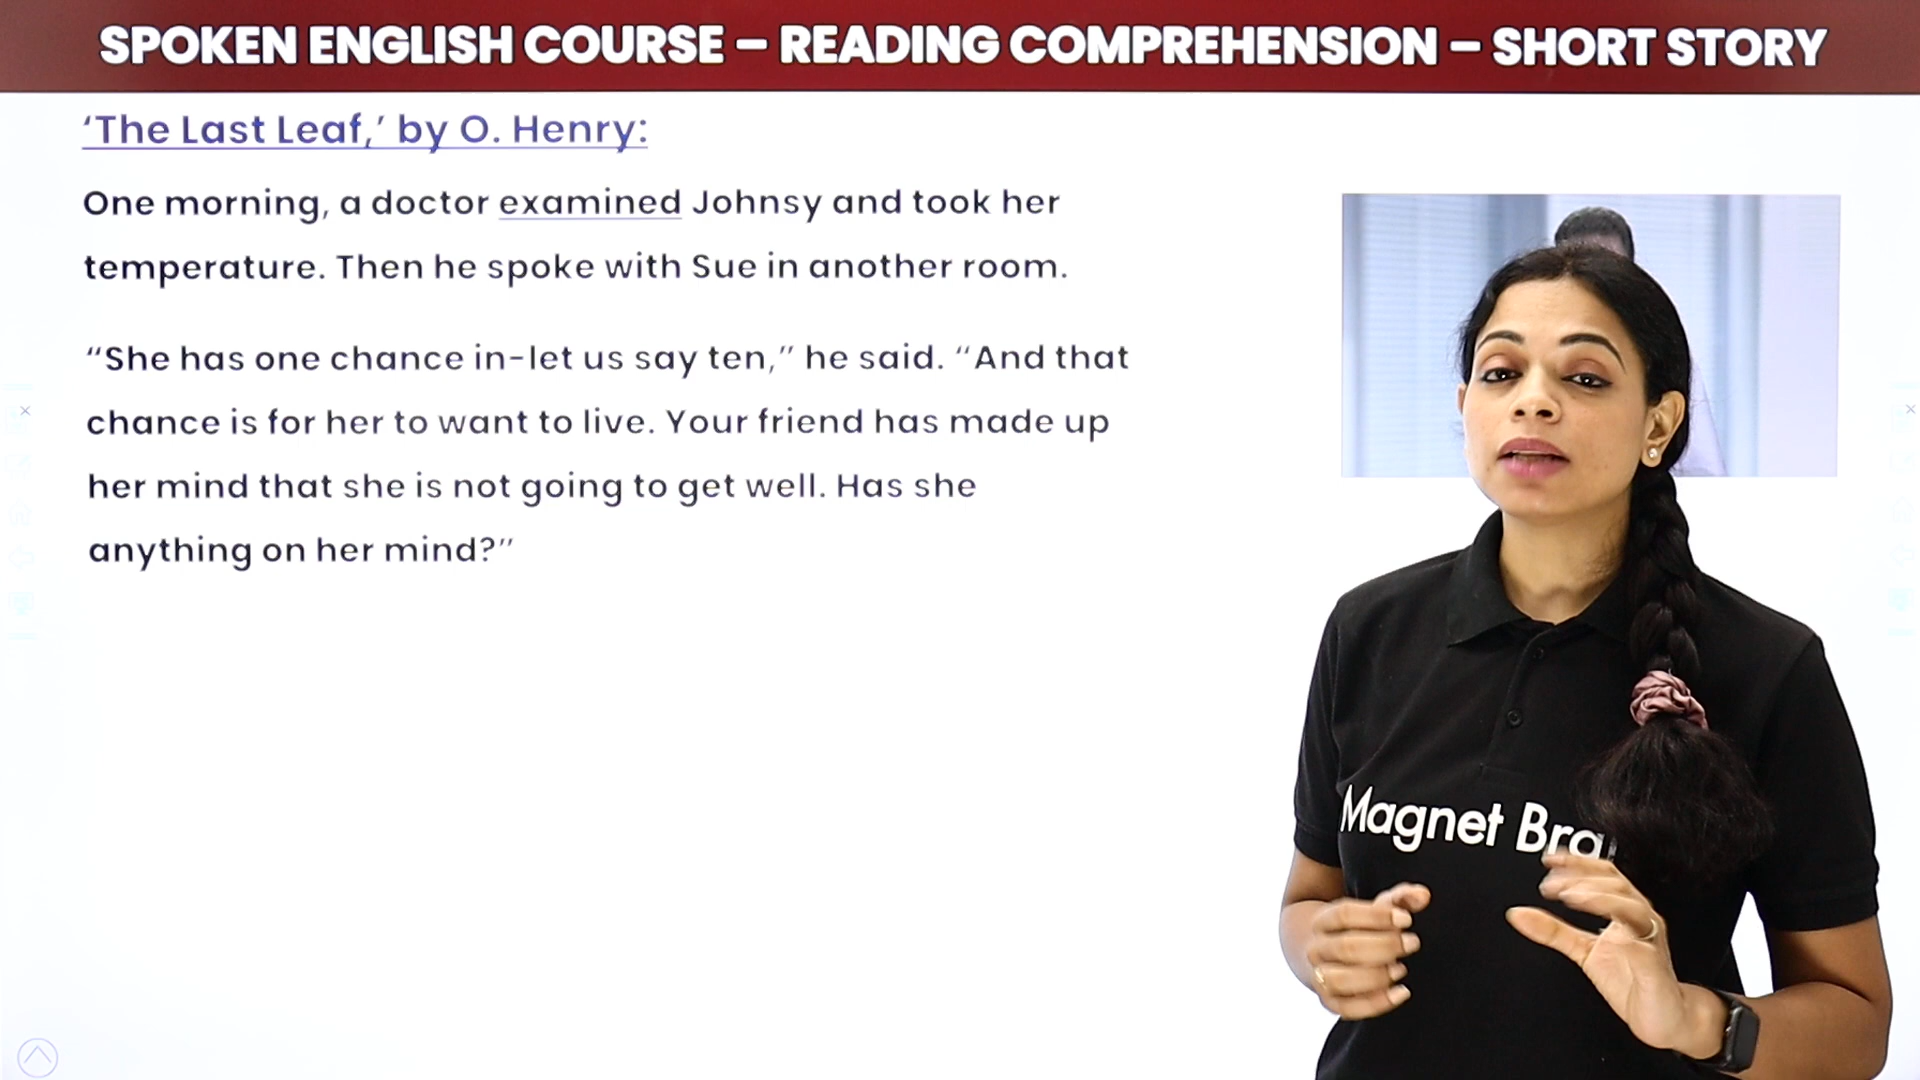 SPOKEN ENGLISH COURSE – READING COMPREHENSION – SHORT STORY
‘The Last Leaf,’ by O. Henry:
One morning, a doctor examined Johnsy and took her
temperature. Then he spoke with Sue in another room.
“She has one chance in-let us say ten,” he said. “And that
chance is for her to want to live. Your friend has made up
her mind that she is not going to get well. Has she
anything on her mind?”
Magnet Bra